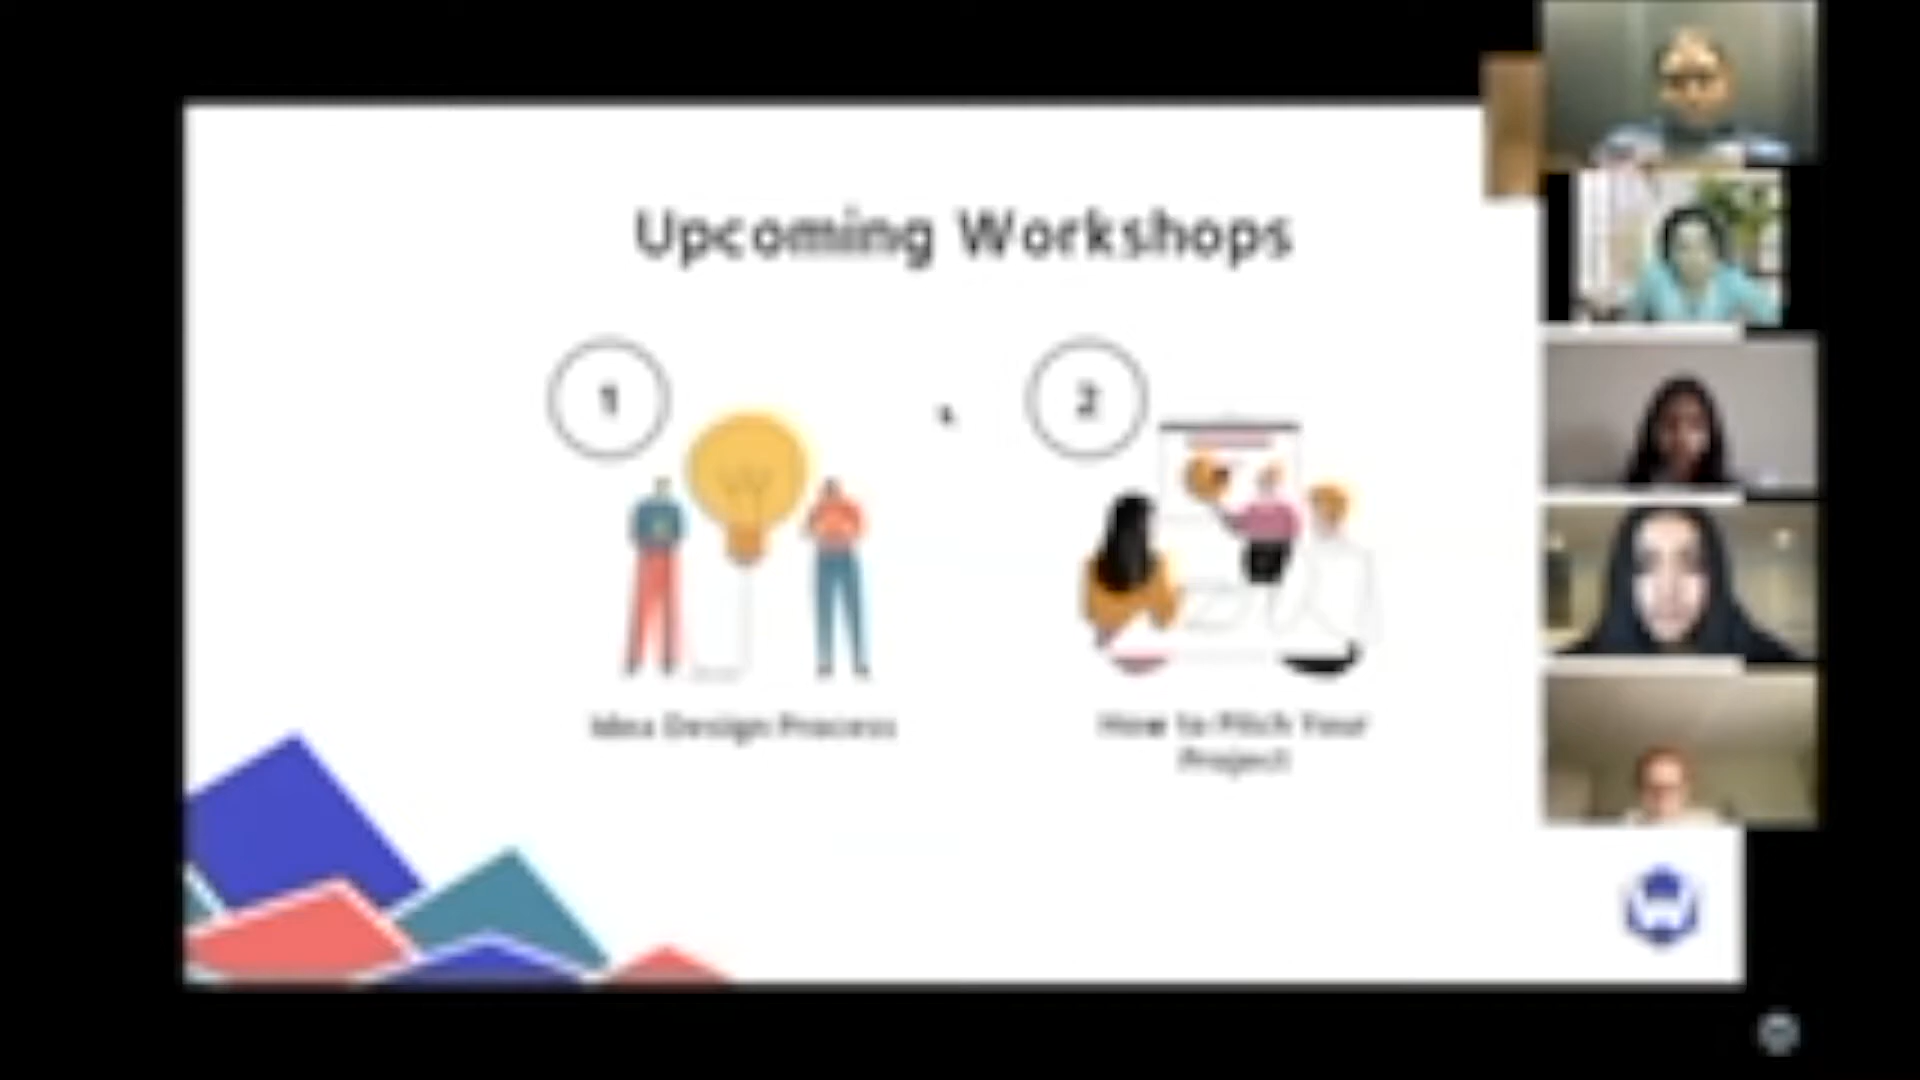 Upcoming Workshops
1
2
Idea Design Process
How to Pitch Your
Project